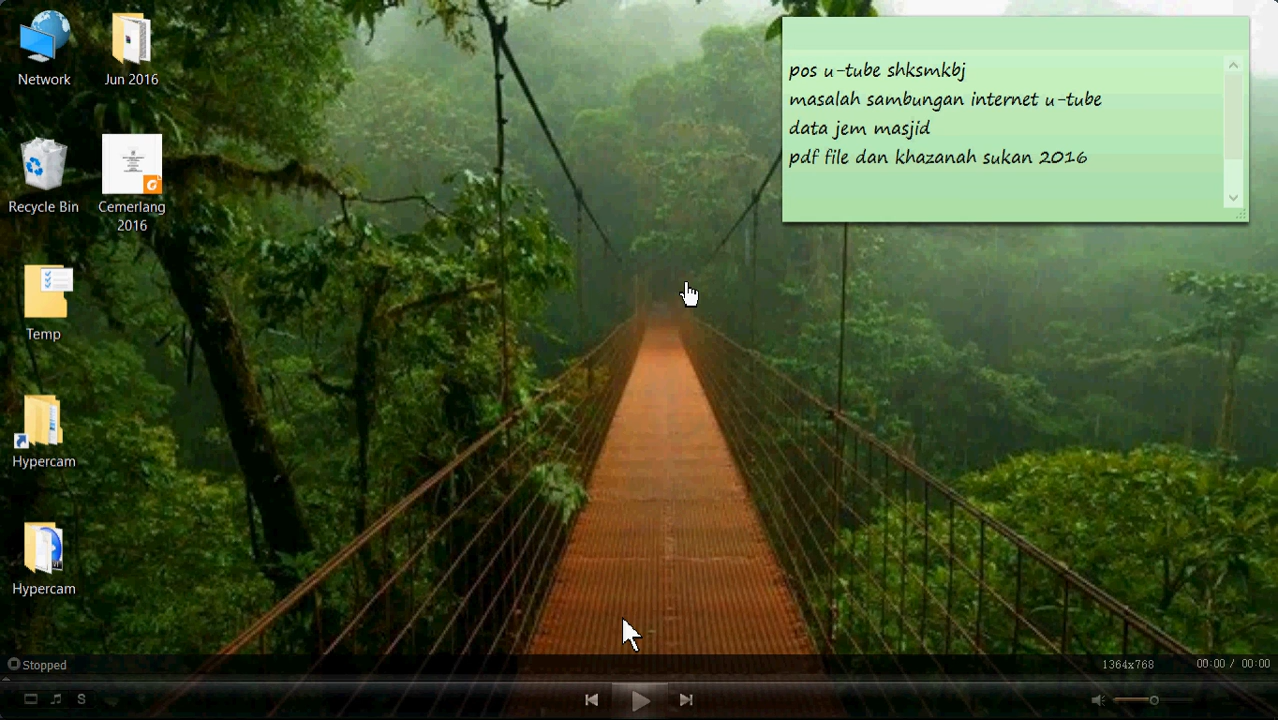 Network
Jun 2016
Recycle Bin
Cemerlang
2016
Temp
Hypercam
Hypercam
pos u-tube shksmkbj
masalah sambungan internet u-tube
data jem masjid
pdf file dan khazanah sukan 2016
Stopped
1364x768
00:00 / 00:00
S